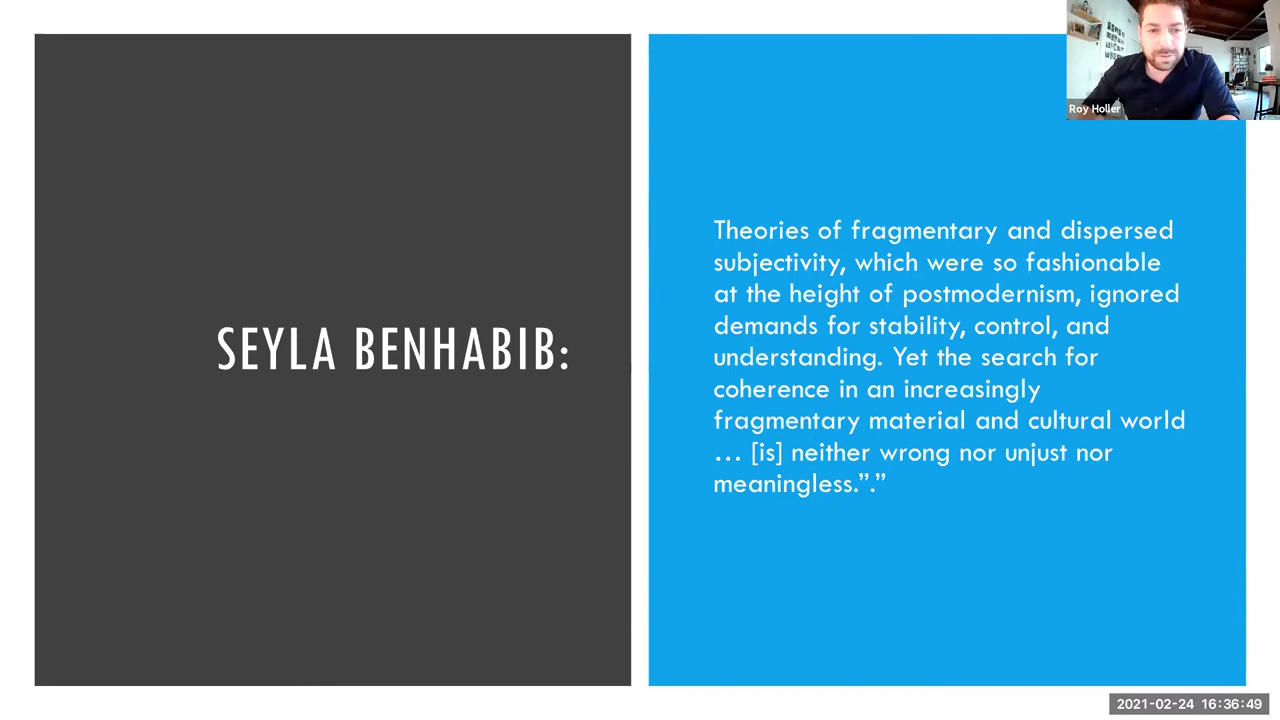 Roy Holler
SEYLA BENHABIB:
Theories of fragmentary and dispersed
subjectivity, which were so fashionable
at the height of postmodernism, ignored
demands for stability, control, and
understanding. Yet the search for
coherence in an increasingly
fragmentary material and cultural world
… [is] neither wrong nor unjust nor
meaningless.”.”
2021-02-24 16:36:49